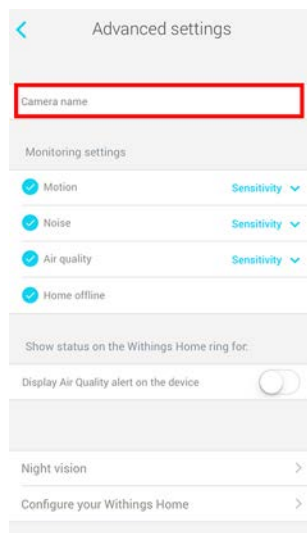 Advanced settings
Camera name
Monitoring settings
Motion Sensitivity
Noise Sensitivity
Air quality Sensitivity
Home offline
Show status on the Withings Home ring for:
Display Air Quality alert on the device
Night vision
Configure your Withings Home